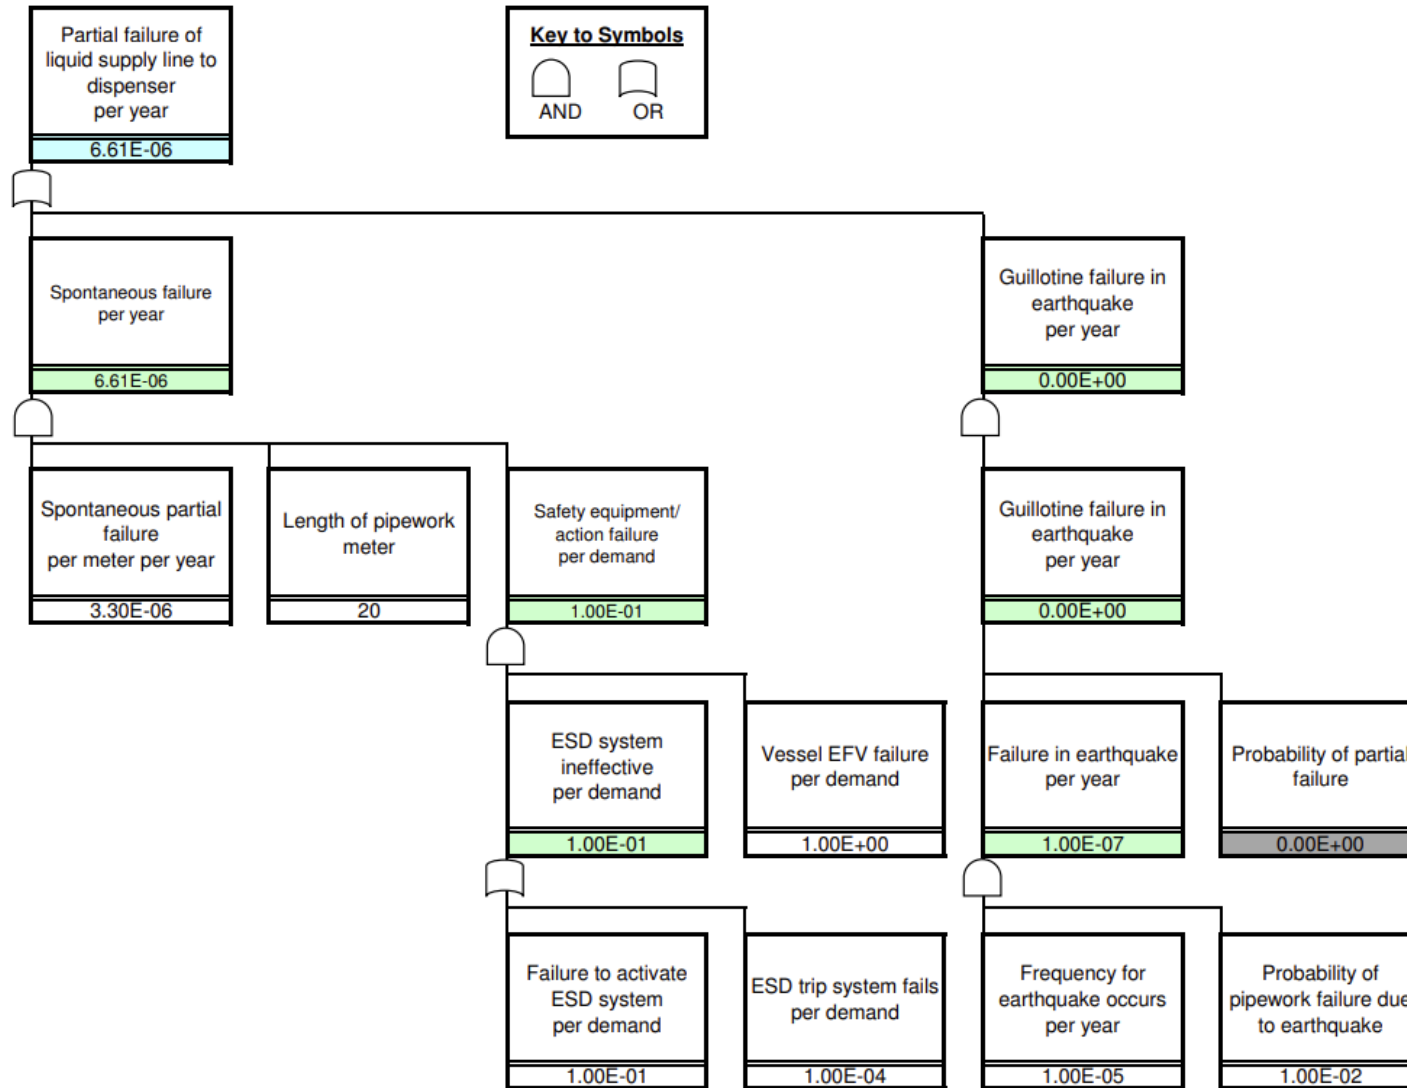 Partial failure of
liquid supply line to
dispenser
per year
6.61E-06
Key to Symbols
AND
OR
Spontaneous failure
per year
6.61E-06
Guillotine failure in
earthquake
per year
0.00E+00
Spontaneous partial
failure
per meter per year
3.30E-06
Length of pipework
meter
20
Safety equipment/
action failure
per demand
1.00E-01
Guillotine failure in
earthquake
per year
0.00E+00
ESD system
ineffective
per demand
1.00E-01
Vessel EFV failure
per demand
1.00E+00
Failure in earthquake
per year
1.00E-07
Probability of partial
failure
0.00E+00
Failure to activate
ESD system
per demand
1.00E-01
ESD trip system fails
per demand
1.00E-04
Frequency for
earthquake occurs
per year
1.00E-05
Probability of
pipework failure due
to earthquake
1.00E-02